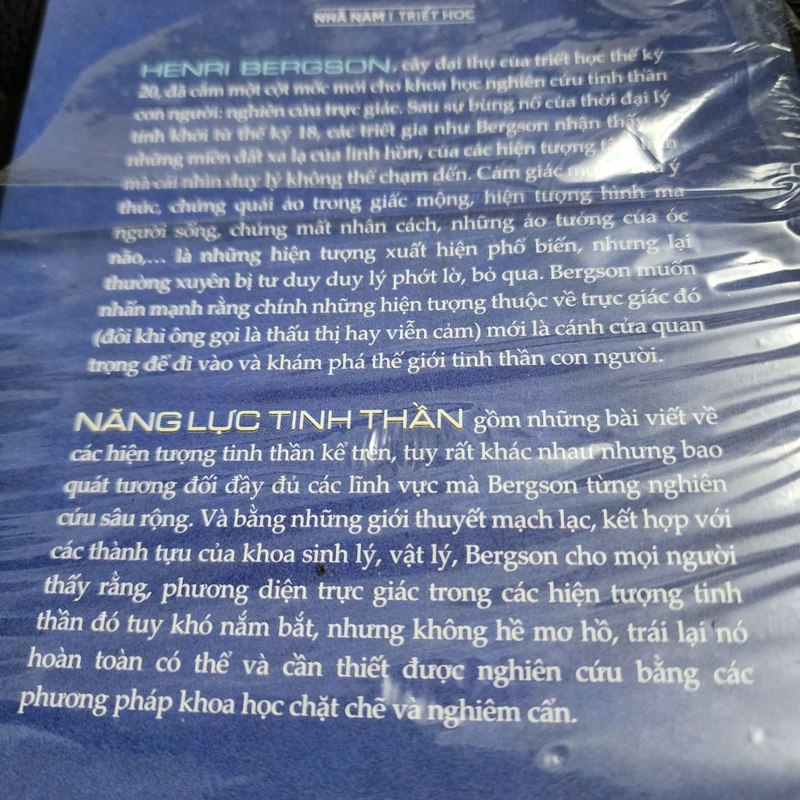 NHÃ NAM | TRIẾT HỌC
HENRI BERGSON, cây đại thụ của triết học thế kỷ
20, đã cắm một cột mốc mới cho khoa học nghiên cứu tinh thần
con người: nghiên cứu trực giác. Sau sự bùng nổ của thời đại lý
tính khởi từ thế kỷ 18, các triết gia như Bergson nhận thấy
những miền đất xa lạ của linh hồn, của các hiện tượng
mà cái nhìn duy lý không thể chạm đến. Cảm giác ý
thức, chứng quái ảo trong giấc mộng, hiện tượng hình ma
người sống, chứng mất nhân cách, những ảo tưởng của óc
não,... là những hiện tượng xuất hiện phổ biến, nhưng lại
thường xuyên bị tư duy duy lý phớt lờ, bỏ qua. Bergson muốn
nhấn mạnh rằng chính những hiện tượng thuộc về trực giác đó
(đôi khi ông gọi là thấu thị hay viễn cảm) mới là cánh cửa quan
trọng để đi vào và khám phá thế giới tinh thần con người.
NĂNG LỰC TINH THẦN gồm những bài viết về
các hiện tượng tinh thần kể trên, tuy rất khác nhau nhưng bao
quát tương đối đầy đủ các lĩnh vực mà Bergson từng nghiên
cứu sâu rộng. Và bằng những giới thuyết mạch lạc, kết hợp với
các thành tựu của khoa sinh lý, vật lý, Bergson cho mọi người
thấy rằng, phương diện trực giác trong các hiện tượng tinh
thần đó tuy khó nắm bắt, nhưng không hề mơ hồ, trái lại nó
hoàn toàn có thể và cần thiết được nghiên cứu bằng các
phương pháp khoa học chặt chẽ và nghiêm cẩn.